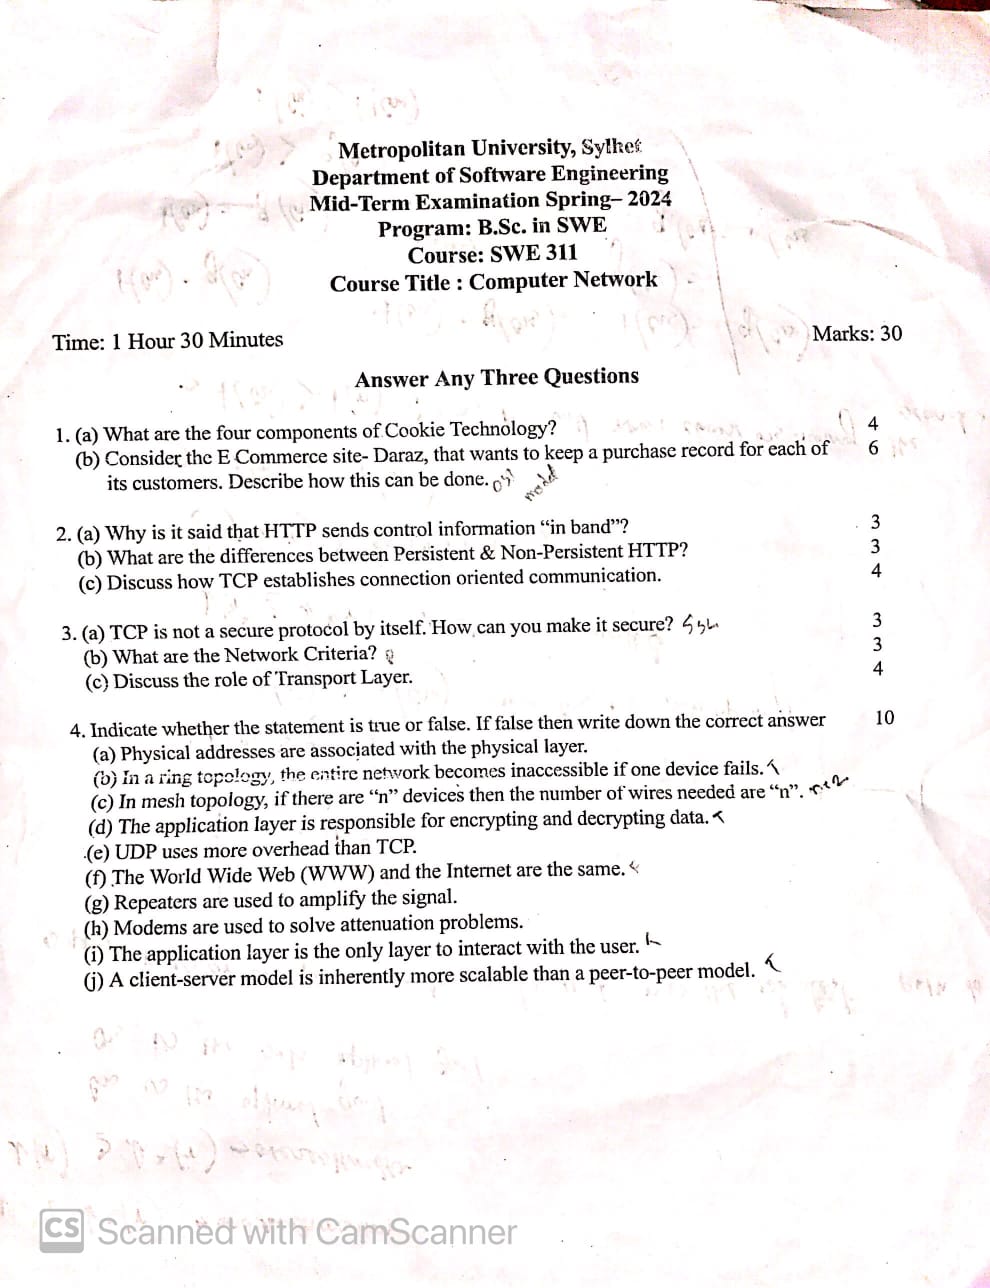 Metropolitan University, Sylhet
Department of Software Engineering
Mid-Term Examination Spring– 2024
Program: B.Sc. in SWE
Course: SWE 311
Course Title : Computer Network
Time: 1 Hour 30 Minutes Marks: 30
Answer Any Three Questions
1. (a) What are the four components of Cookie Technology? 4
(b) Consider the E Commerce site- Daraz, that wants to keep a purchase record for each of 6
its customers. Describe how this can be done. osi model
2. (a) Why is it said that HTTP sends control information “in band”? 3
(b) What are the differences between Persistent & Non-Persistent HTTP? 3
(c) Discuss how TCP establishes connection oriented communication. 4
3. (a) TCP is not a secure protocol by itself. How can you make it secure? SSL 3
(b) What are the Network Criteria? 3
(c) Discuss the role of Transport Layer. 4
4. Indicate whether the statement is true or false. If false then write down the correct answer 10
(a) Physical addresses are associated with the physical layer.
(b) In a ring topology, the entire network becomes inaccessible if one device fails.
(c) In mesh topology, if there are “n” devices then the number of wires needed are “n”.
(d) The application layer is responsible for encrypting and decrypting data.
(e) UDP uses more overhead than TCP.
(f) The World Wide Web (WWW) and the Internet are the same.
(g) Repeaters are used to amplify the signal.
(h) Modems are used to solve attenuation problems.
(i) The application layer is the only layer to interact with the user.
(j) A client-server model is inherently more scalable than a peer-to-peer model.
CS Scanned with CamScanner